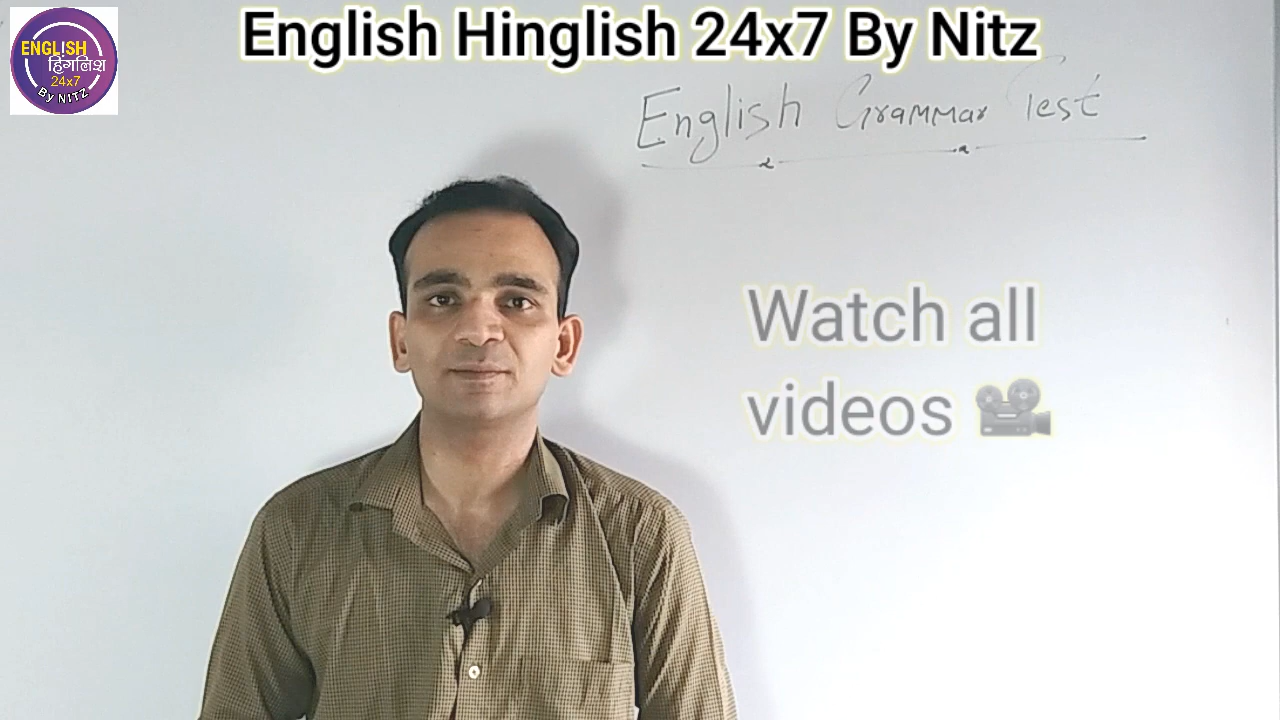 English Hinglish 24x7 By Nitz
ENGLISH
हिंगलिश
24x7
By NITZ
English Grammar Test
Watch all
videos